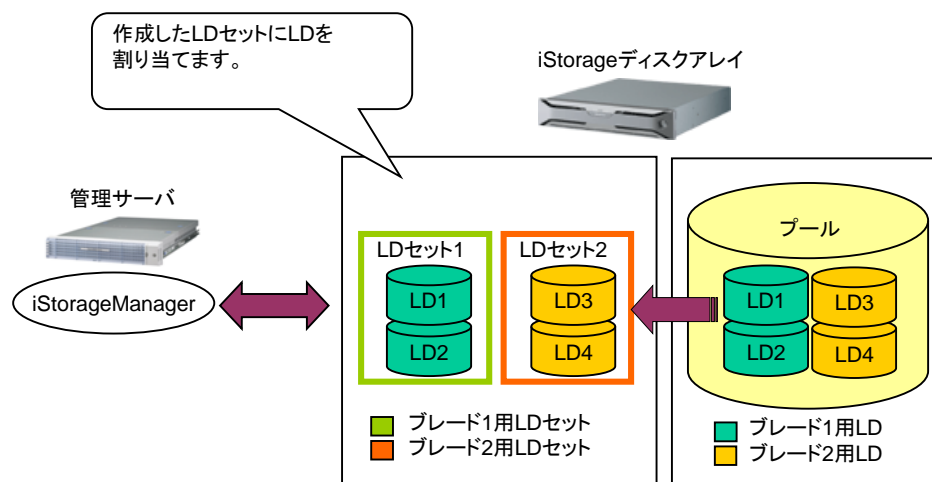 作成したLDセットにLDを
割り当てます。
iStorageディスクアレイ
管理サーバ
iStorageManager
LDセット1
LD1
LD2
LDセット2
LD3
LD4
ブレード1用LDセット
ブレード2用LDセット
プール
LD1
LD2
LD3
LD4
ブレード1用LD
ブレード2用LD